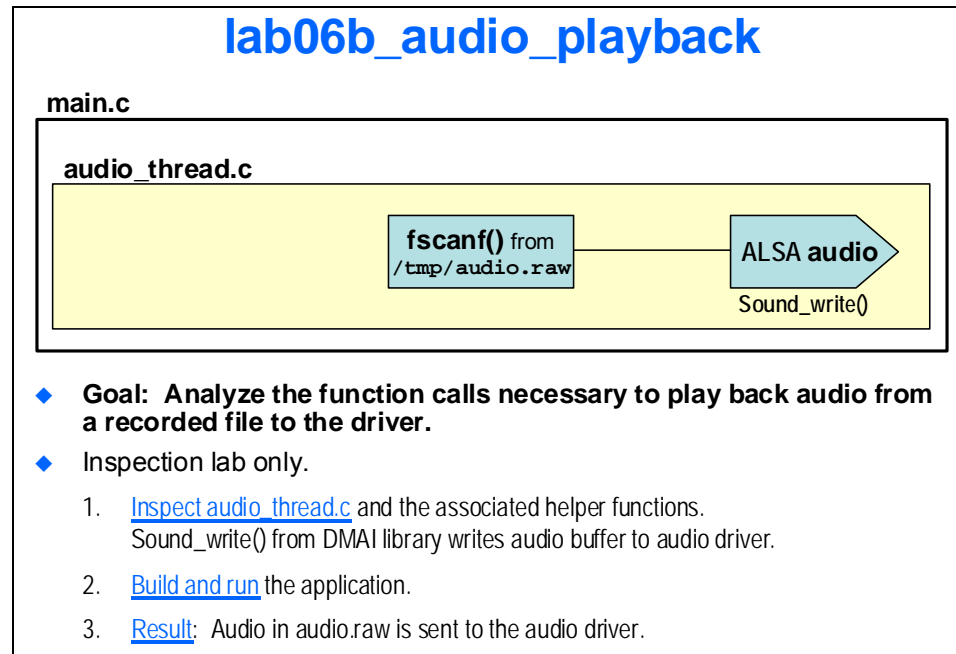 lab06b_audio_playback
main.c
audio_thread.c
fscanf() from
/tmp/audio.raw
ALSA audio
Sound_write()
Goal: Analyze the function calls necessary to play back audio from
a recorded file to the driver.
Inspection lab only.
1. Inspect audio_thread.c and the associated helper functions.
Sound_write() from DMAI library writes audio buffer to audio driver.
2. Build and run the application.
3. Result: Audio in audio.raw is sent to the audio driver.